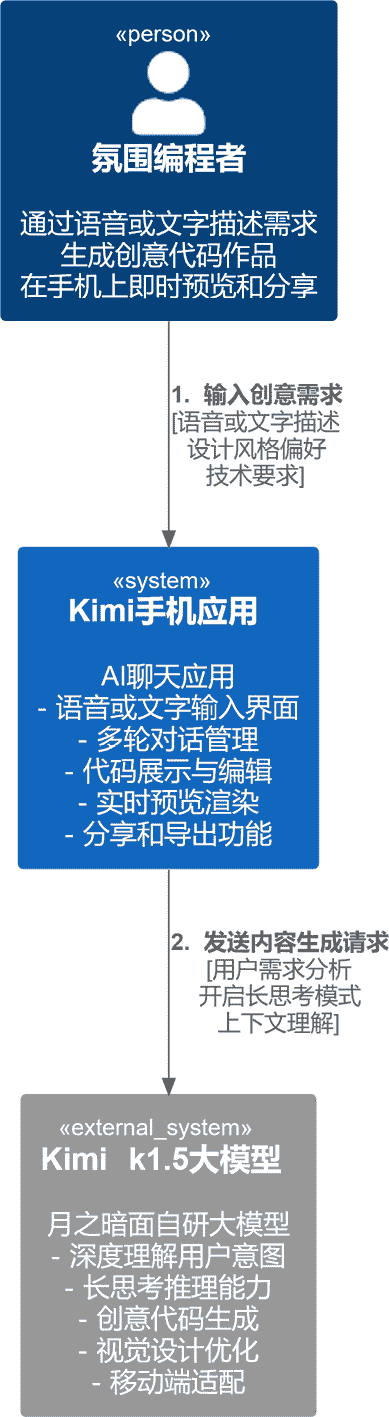 «person»
氛围编程者
通过语音或文字描述需求
生成创意代码作品
在手机上即时预览和分享
1. 输入创意需求
[语音或文字描述
设计风格偏好
技术要求]
«system»
Kimi手机应用
AI聊天应用
- 语音或文字输入界面
- 多轮对话管理
- 代码展示与编辑
- 实时预览渲染
- 分享和导出功能
2. 发送内容生成请求
[用户需求分析
开启长思考模式
上下文理解]
«external_system»
Kimi k1.5大模型
月之暗面自研大模型
- 深度理解用户意图
- 长思考推理能力
- 创意代码生成
- 视觉设计优化
- 移动端适配